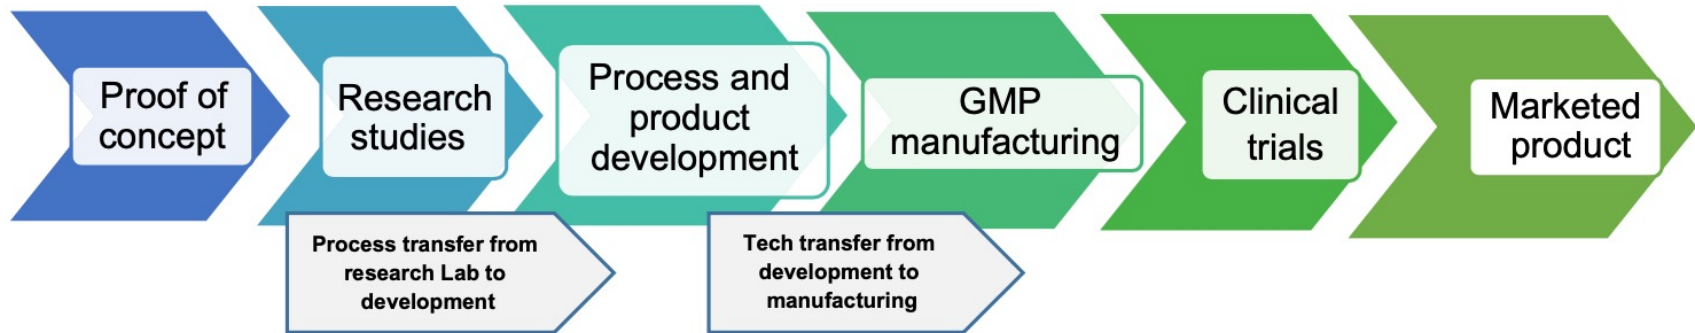 Proof of
concept
Research
studies
Process and
product
development
GMP
manufacturing
Clinical
trials
Marketed
product
Process transfer from
research Lab to
development
Tech transfer from
development to
manufacturing